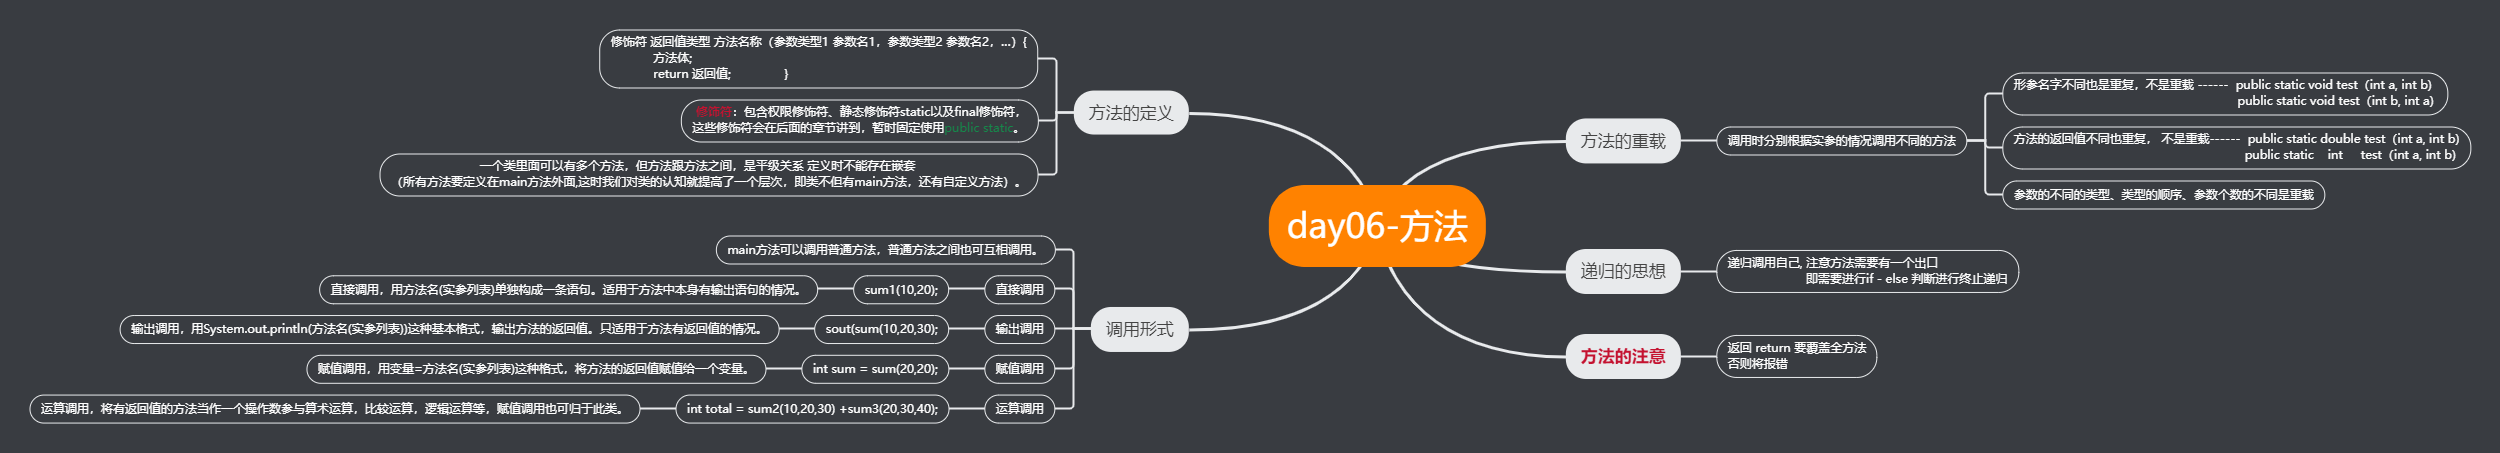 day06-方法
方法的定义
修饰符 返回值类型 方法名称（参数类型1 参数名1，参数类型2 参数名2，...）{
方法体;
return 返回值; }
修饰符：包含权限修饰符、静态修饰符static以及final修饰符，
这些修饰符会在后面的章节讲到，暂时固定使用public static。
一个类里面可以有多个方法，但方法跟方法之间，是平级关系 定义时不能存在嵌套
（所有方法要定义在main方法外面,这时我们对类的认知就提高了一个层次，即类不但有main方法，还有自定义方法）。
调用形式
main方法可以调用普通方法，普通方法之间也可互相调用。
直接调用
sum1(10,20);
直接调用，用方法名(实参列表)单独构成一条语句。适用于方法中本身有输出语句的情况。
输出调用
sout(sum(10,20,30);
输出调用，用System.out.println(方法名(实参列表))这种基本格式，输出方法的返回值。只适用于方法有返回值的情况。
赋值调用
int sum = sum(20,20);
赋值调用，用变量=方法名(实参列表)这种格式，将方法的返回值赋值给一个变量。
运算调用
int total = sum2(10,20,30) +sum3(20,30,40);
运算调用，将有返回值的方法当作一个操作数参与算术运算，比较运算，逻辑运算等，赋值调用也可归于此类。
方法的重载
调用时分别根据实参的情况调用不同的方法
形参名字不同也是重复，不是重载 ------ public static void test（int a, int b)
public static void test（int b, int a)
方法的返回值不同也重复， 不是重载------ public static double test（int a, int b)
public static int test（int a, int b)
参数的不同的类型、类型的顺序、参数个数的不同是重载
递归的思想
递归调用自己, 注意方法需要有一个出口
即需要进行if - else 判断进行终止递归
方法的注意
返回 return 要覆盖全方法
否则将报错